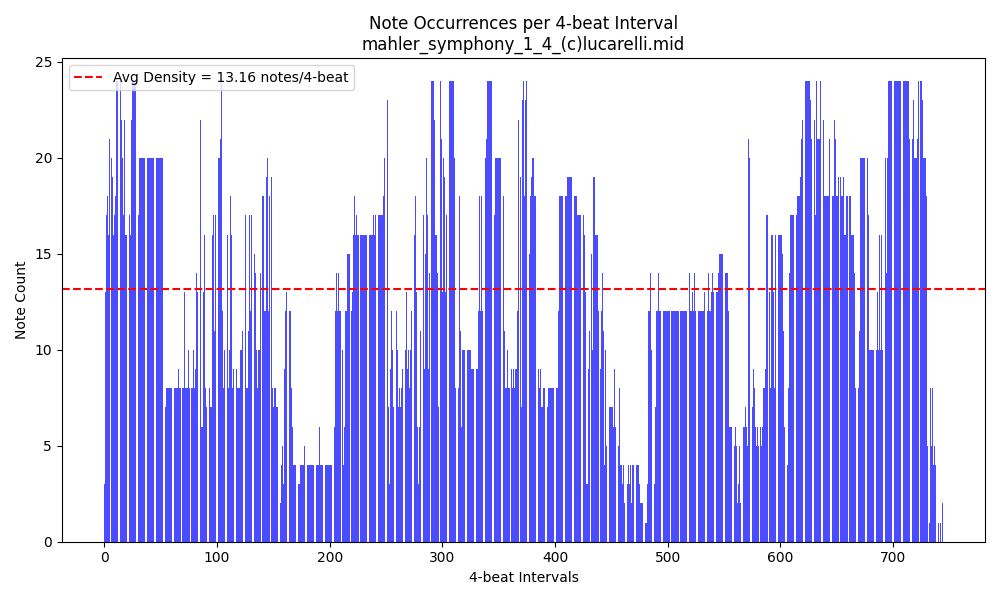 Note Occurrences per 4-beat Interval
mahler_symphony_1_4_(c)lucarelli.mid
Avg Density = 13.16 notes/4-beat
Note Count
25
20
15
10
5
0
0 100 200 300 400 500 600 700
4-beat Intervals